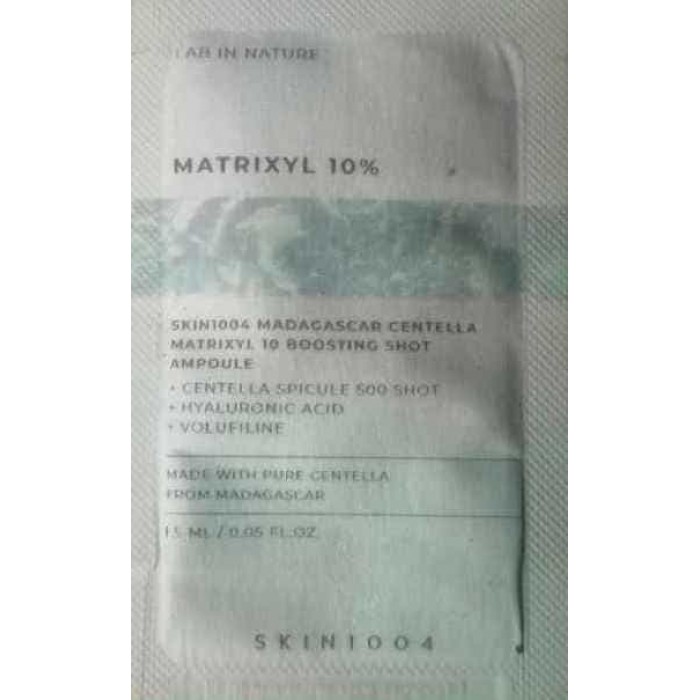 LAB IN NATURE
MATRIXYL 10%
SKIN1004 MADAGASCAR CENTELLA
MATRIXYL 10 BOOSTING SHOT
AMPOULE
+ CENTELLA SPICULE 500 SHOT
+ HYALURONIC ACID
+ VOLUFILINE
MADE WITH PURE CENTELLA
FROM MADAGASCAR
1.5 ML / 0.05 FL.OZ.
SKIN1004